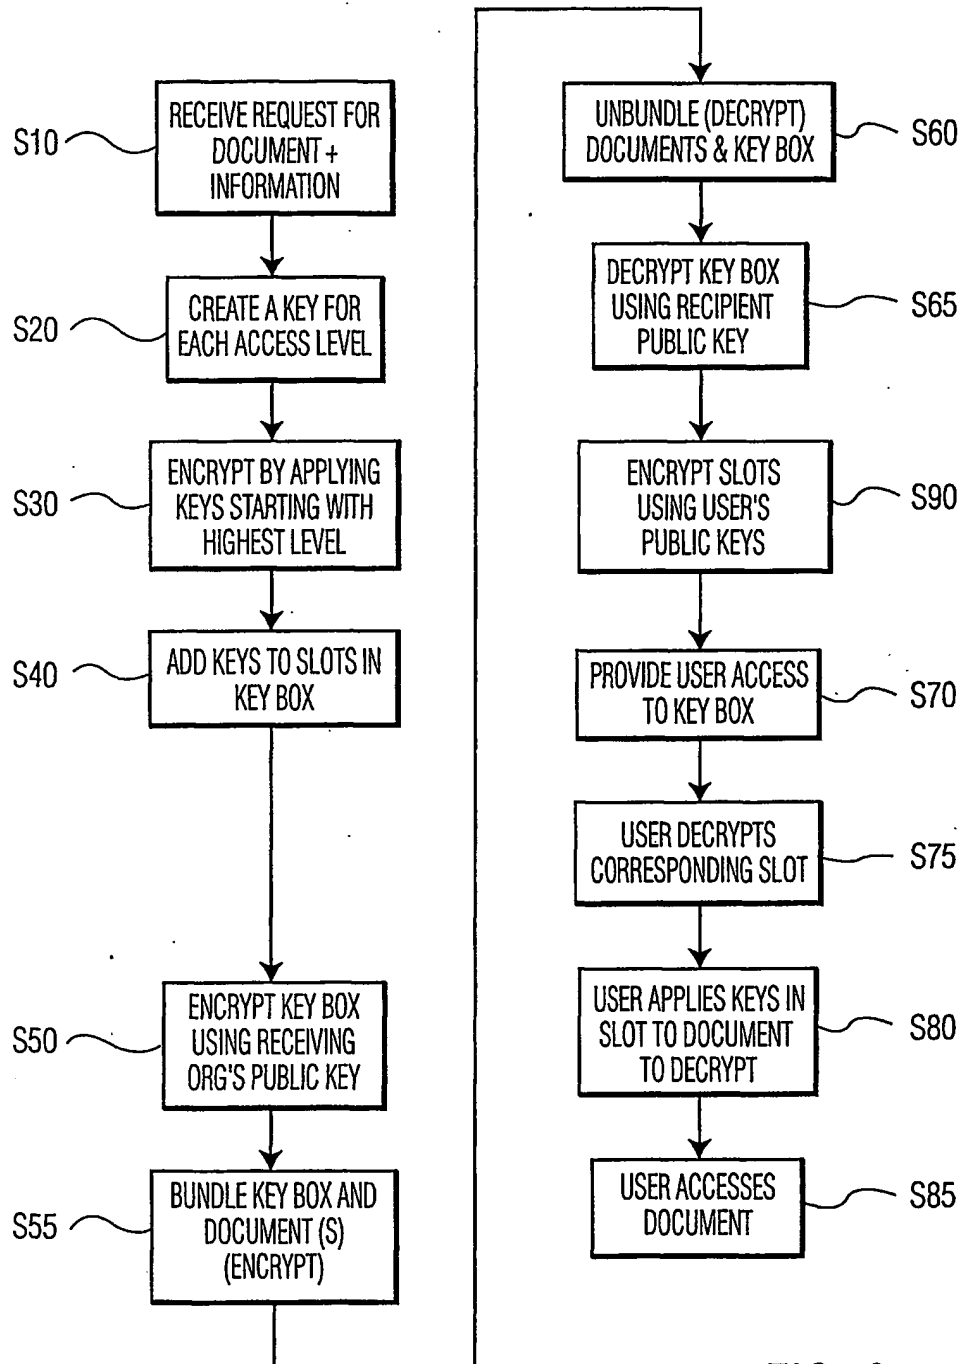 S10
RECEIVE REQUEST FOR
DOCUMENT +
INFORMATION
S20
CREATE A KEY FOR
EACH ACCESS LEVEL
S30
ENCRYPT BY APPLYING
KEYS STARTING WITH
HIGHEST LEVEL
S40
ADD KEYS TO SLOTS IN
KEY BOX
S50
ENCRYPT KEY BOX
USING RECEIVING
ORG'S PUBLIC KEY
S55
BUNDLE KEY BOX AND
DOCUMENT (S)
(ENCRYPT)
UNBUNDLE (DECRYPT)
DOCUMENTS & KEY BOX
S60
DECRYPT KEY BOX
USING RECIPIENT
PUBLIC KEY
S65
ENCRYPT SLOTS
USING USER'S
PUBLIC KEYS
S90
PROVIDE USER ACCESS
TO KEY BOX
S70
USER DECRYPTS
CORRESPONDING SLOT
S75
USER APPLIES KEYS IN
SLOT TO DOCUMENT
TO DECRYPT
S80
USER ACCESSES
DOCUMENT
S85